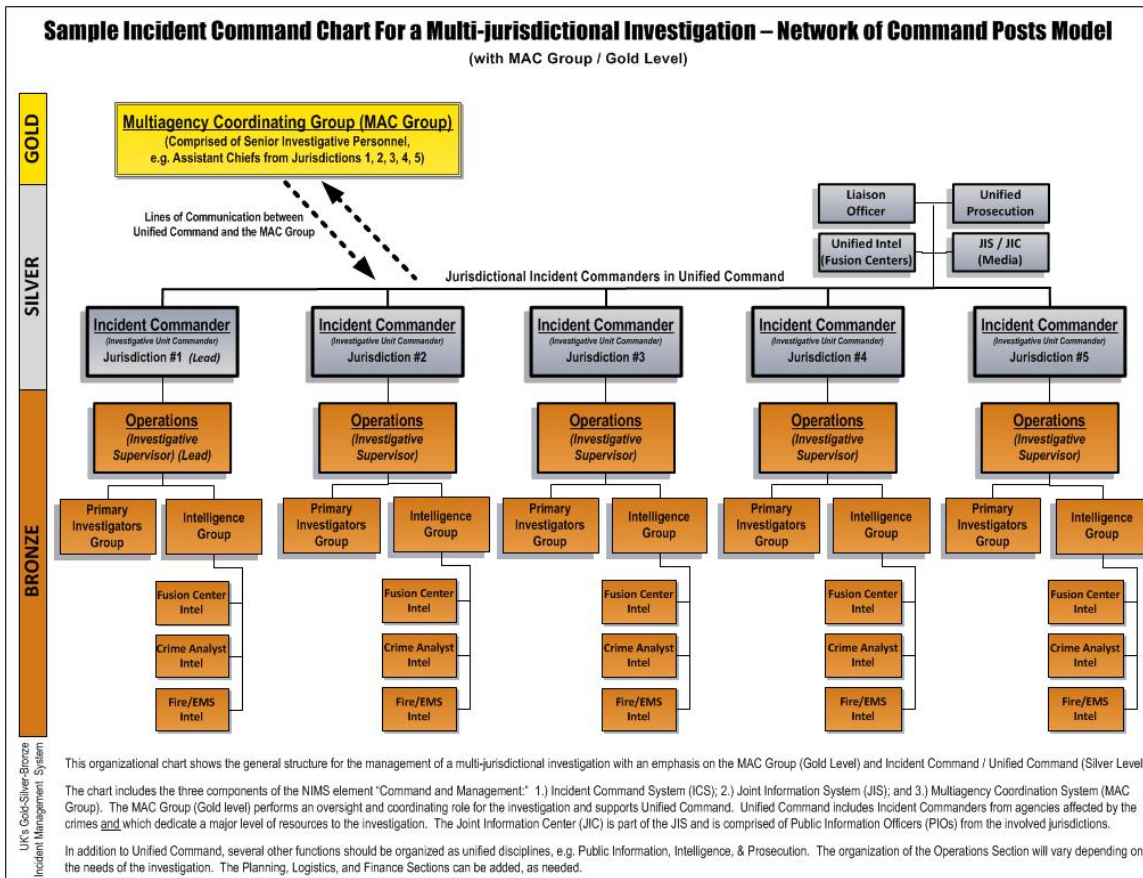 Sample Incident Command Chart For a Multi-jurisdictional Investigation – Network of Command Posts Model
(with MAC Group / Gold Level)
GOLD
Multiagency Coordinating Group (MAC Group)
(Comprised of Senior Investigative Personnel,
e.g. Assistant Chiefs from Jurisdictions 1, 2, 3, 4, 5)
SILVER
Lines of Communication between
Unified Command and the MAC Group
Liaison
Officer
Unified
Prosecution
Unified Intel
(Fusion Centers)
JIS / JIC
(Media)
Jurisdictional Incident Commanders in Unified Command
Incident Commander
(Investigative Unit Commander)
Jurisdiction #1 (Lead)
Incident Commander
(Investigative Unit Commander)
Jurisdiction #2
Incident Commander
(Investigative Unit Commander)
Jurisdiction #3
Incident Commander
(Investigative Unit Commander)
Jurisdiction #4
Incident Commander
(Investigative Unit Commander)
Jurisdiction #5
BRONZE
Operations
(Investigative
Supervisor) (Lead)
Operations
(Investigative
Supervisor)
Operations
(Investigative
Supervisor)
Operations
(Investigative
Supervisor)
Operations
(Investigative
Supervisor)
Primary
Investigators
Group
Intelligence
Group
Primary
Investigators
Group
Intelligence
Group
Primary
Investigators
Group
Intelligence
Group
Primary
Investigators
Group
Intelligence
Group
Primary
Investigators
Group
Intelligence
Group
Fusion Center
Intel
Fusion Center
Intel
Fusion Center
Intel
Fusion Center
Intel
Fusion Center
Intel
Crime Analyst
Intel
Crime Analyst
Intel
Crime Analyst
Intel
Crime Analyst
Intel
Crime Analyst
Intel
Fire/EMS
Intel
Fire/EMS
Intel
Fire/EMS
Intel
Fire/EMS
Intel
Fire/EMS
Intel
UK's Gold-Silver-Bronze
Incident Management System
This organizational chart shows the general structure for the management of a multi-jurisdictional investigation with an emphasis on the MAC Group (Gold Level) and Incident Command / Unified Command (Silver Level
The chart includes the three components of the NIMS element “Command and Management:” 1.) Incident Command System (ICS); 2.) Joint Information System (JIS); and 3.) Multiagency Coordination System (MAC
Group). The MAC Group (Gold level) performs an oversight and coordinating role for the investigation and supports Unified Command. Unified Command includes Incident Commanders from agencies affected by the
crimes and which dedicate a major level of resources to the investigation. The Joint Information Center (JIC) is part of the JIS and is comprised of Public Information Officers (PIOs) from the involved jurisdictions.
In addition to Unified Command, several other functions should be organized as unified disciplines, e.g. Public Information, Intelligence, & Prosecution. The organization of the Operations Section will vary depending on
the needs of the investigation. The Planning, Logistics, and Finance Sections can be added, as needed.